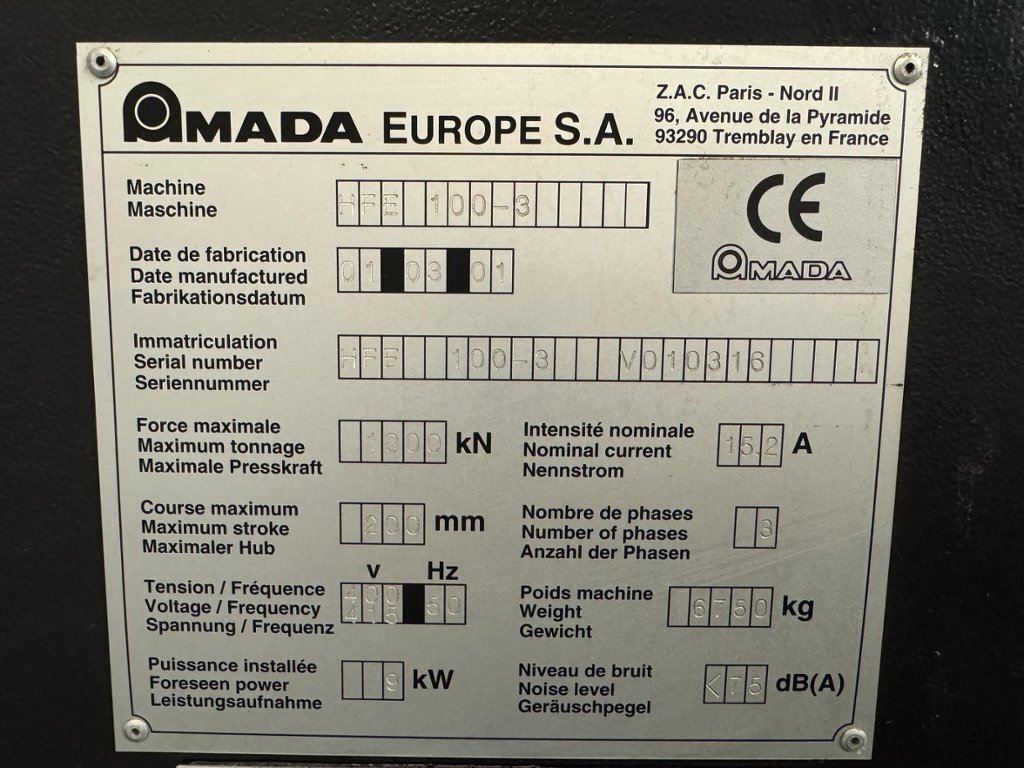 AMADA EUROPE S.A.
Z.A.C. Paris - Nord II
96, Avenue de la Pyramide
93290 Tremblay en France
Machine
Maschine
HFE 100-3
CE
AMADA
Date de fabrication
Date manufactured
Fabrikationsdatum
01 03 01
Immatriculation
Serial number
Seriennummer
HFE 100-3 V010316
Force maximale
Maximum tonnage
Maximale Presskraft
1000 kN
Intensité nominale
Nominal current
Nennstrom
15.2 A
Course maximum
Maximum stroke
Maximaler Hub
200 mm
Nombre de phases
Number of phases
Anzahl der Phasen
3
Tension / Fréquence
Voltage / Frequency
Spannung / Frequenz
V Hz
400
415 50
Poids machine
Weight
Gewicht
6750 kg
Puissance installée
Foreseen power
Leistungsaufnahme
9 kW
Niveau de bruit
Noise level
Geräuschpegel
<75 dB(A)